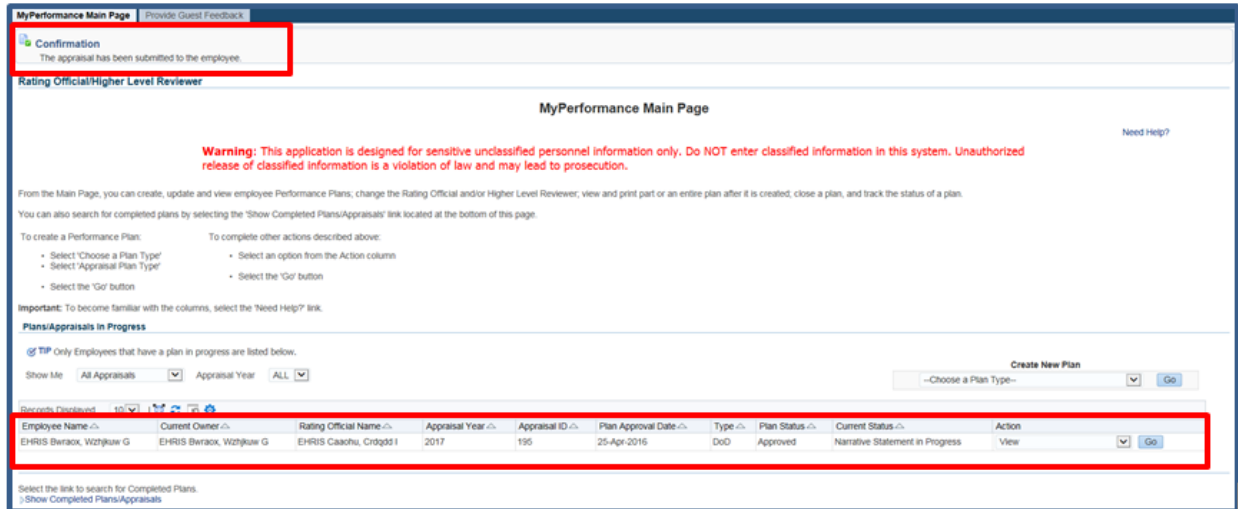 MyPerformance Main Page Provide Guest Feedback
Confirmation
The appraisal has been submitted to the employee.
Rating Official/Higher Level Reviewer
MyPerformance Main Page
Need Help?
Warning: This application is designed for sensitive unclassified personnel information only. Do NOT enter classified information in this system. Unauthorized
release of classified information is a violation of law and may lead to prosecution.
From the Main Page, you can create, update and view employee Performance Plans; change the Rating Official and/or Higher Level Reviewer; view and print part or an entire plan after it is created; close a plan, and track the status of a plan.
You can also search for completed plans by selecting the 'Show Completed Plans/Appraisals' link located at the bottom of this page.
To create a Performance Plan: To complete other actions described above:
• Select 'Choose a Plan Type' • Select an option from the Action column
• Select 'Appraisal Plan Type'
• Select the 'Go' button
• Select the 'Go' button
Important: To become familiar with the columns, select the 'Need Help?' link.
Plans/Appraisals in Progress
TIP Only Employees that have a plan in progress are listed below.
Create New Plan
Show Me All Appraisals Appraisal Year ALL --Choose a Plan Type-- Go
Records Displayed 10
Employee Name Current Owner Rating Official Name Appraisal Year Appraisal ID Plan Approval Date Type Plan Status Current Status Action
EHRIS Bwraox, Wzhjkuw G EHRIS Bwraox, Wzhjkuw G EHRIS Caaohu, Crdqdd I 2017 195 25-Apr-2016 DoD Approved Narrative Statement in Progress View Go
Select the link to search for Completed Plans.
Show Completed Plans/Appraisals